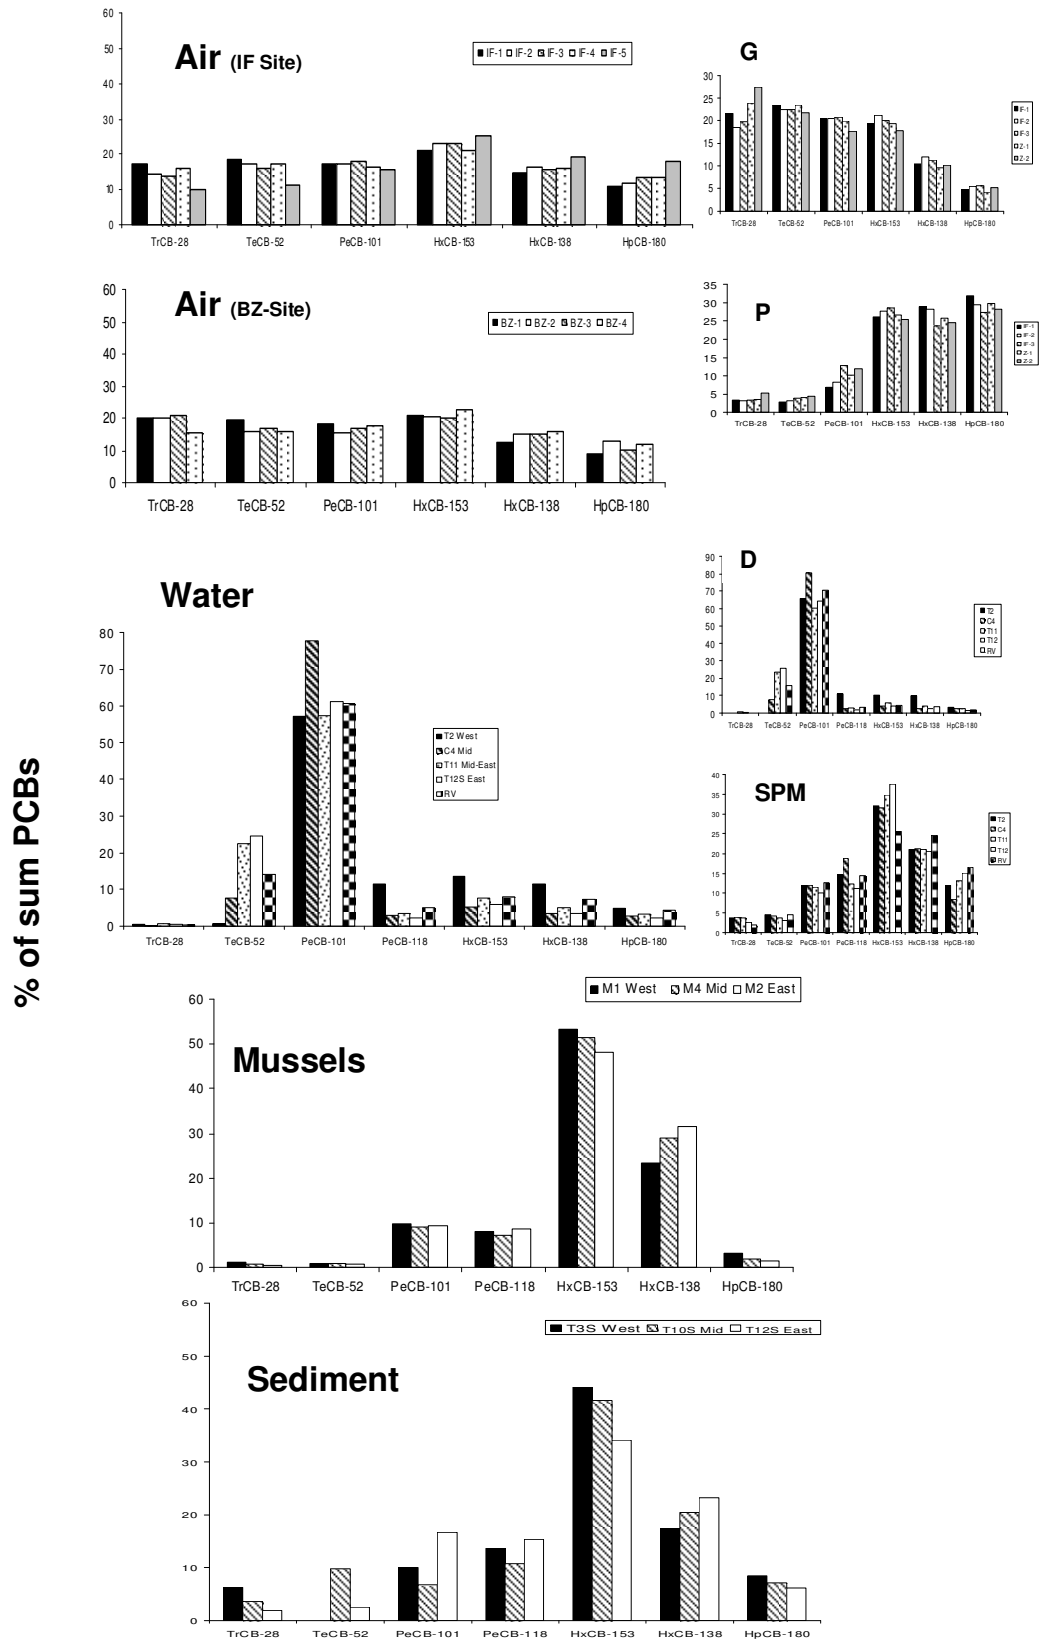 % of sum PCBs
Air (IF Site)
IF-1 IF-2 IF-3 IF-4 IF-5
60
50
40
30
20
10
0
TrCB-28 TeCB-52 PeCB-101 HxCB-153 HxCB-138 HpCB-180
G
IF-1
IF-2
IF-3
Z-1
Z-2
30
25
20
15
10
5
0
TrCB-28 TeCB-52 PeCB-101 HxCB-153 HxCB-138 HpCB-180
Air (BZ-Site)
BZ-1 BZ-2 BZ-3 BZ-4
60
50
40
30
20
10
0
TrCB-28 TeCB-52 PeCB-101 HxCB-153 HxCB-138 HpCB-180
P
IF-1
IF-2
IF-3
Z-1
Z-2
35
30
25
20
15
10
5
0
TrCB-28 TeCB-52 PeCB-101 HxCB-153 HxCB-138 HpCB-180
Water
T2 West
C4 Mid
T11 Mid-East
T12S East
RV
80
70
60
50
40
30
20
10
0
TrCB-28 TeCB-52 PeCB-101 PeCB-118 HxCB-153 HxCB-138 HpCB-180
D
T2
C4
T11
T12
RV
90
80
70
60
50
40
30
20
10
0
TrCB-28 TeCB-52 PeCB-101 PeCB-118 HxCB-153 HxCB-138 HpCB-180
SPM
T2
C4
T11
T12
RV
40
35
30
25
20
15
10
5
0
TrCB-28 TeCB-52 PeCB-101 PeCB-118 HxCB-153 HxCB-138 HpCB-180
Mussels
M1 West M4 Mid M2 East
60
50
40
30
20
10
0
TrCB-28 TeCB-52 PeCB-101 PeCB-118 HxCB-153 HxCB-138 HpCB-180
Sediment
T3S West T10S Mid T12S East
60
50
40
30
20
10
0
TrCB-28 TeCB-52 PeCB-101 PeCB-118 HxCB-153 HxCB-138 HpCB-180